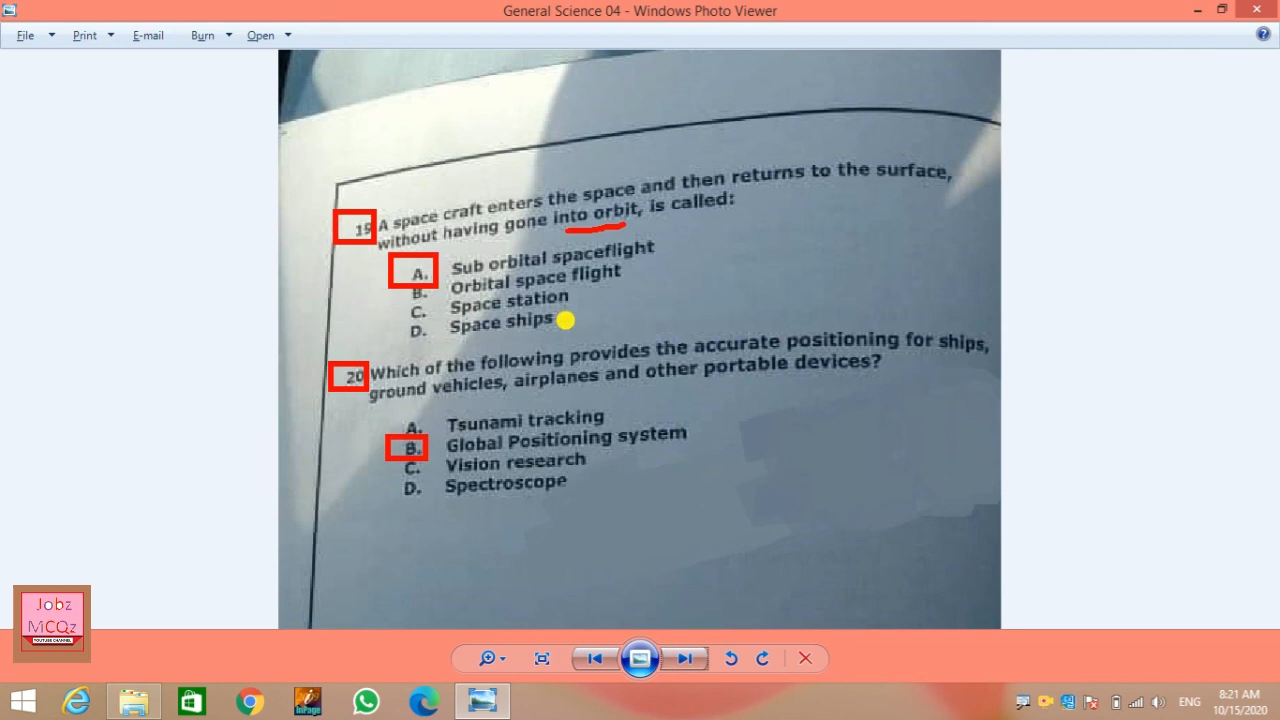 General Science 04 - Windows Photo Viewer
File Print E-mail Burn Open
19 A space craft enters the space and then returns to the surface,
without having gone into orbit, is called:
A. Sub orbital spaceflight
B. Orbital space flight
C. Space station
D. Space ships
20 Which of the following provides the accurate positioning for ships,
ground vehicles, airplanes and other portable devices?
A. Tsunami tracking
B. Global Positioning system
C. Vision research
D. Spectroscope
Jobz
MCQz
YOUTUBE CHANNEL
InPage
ENG
8:21 AM
10/15/2020